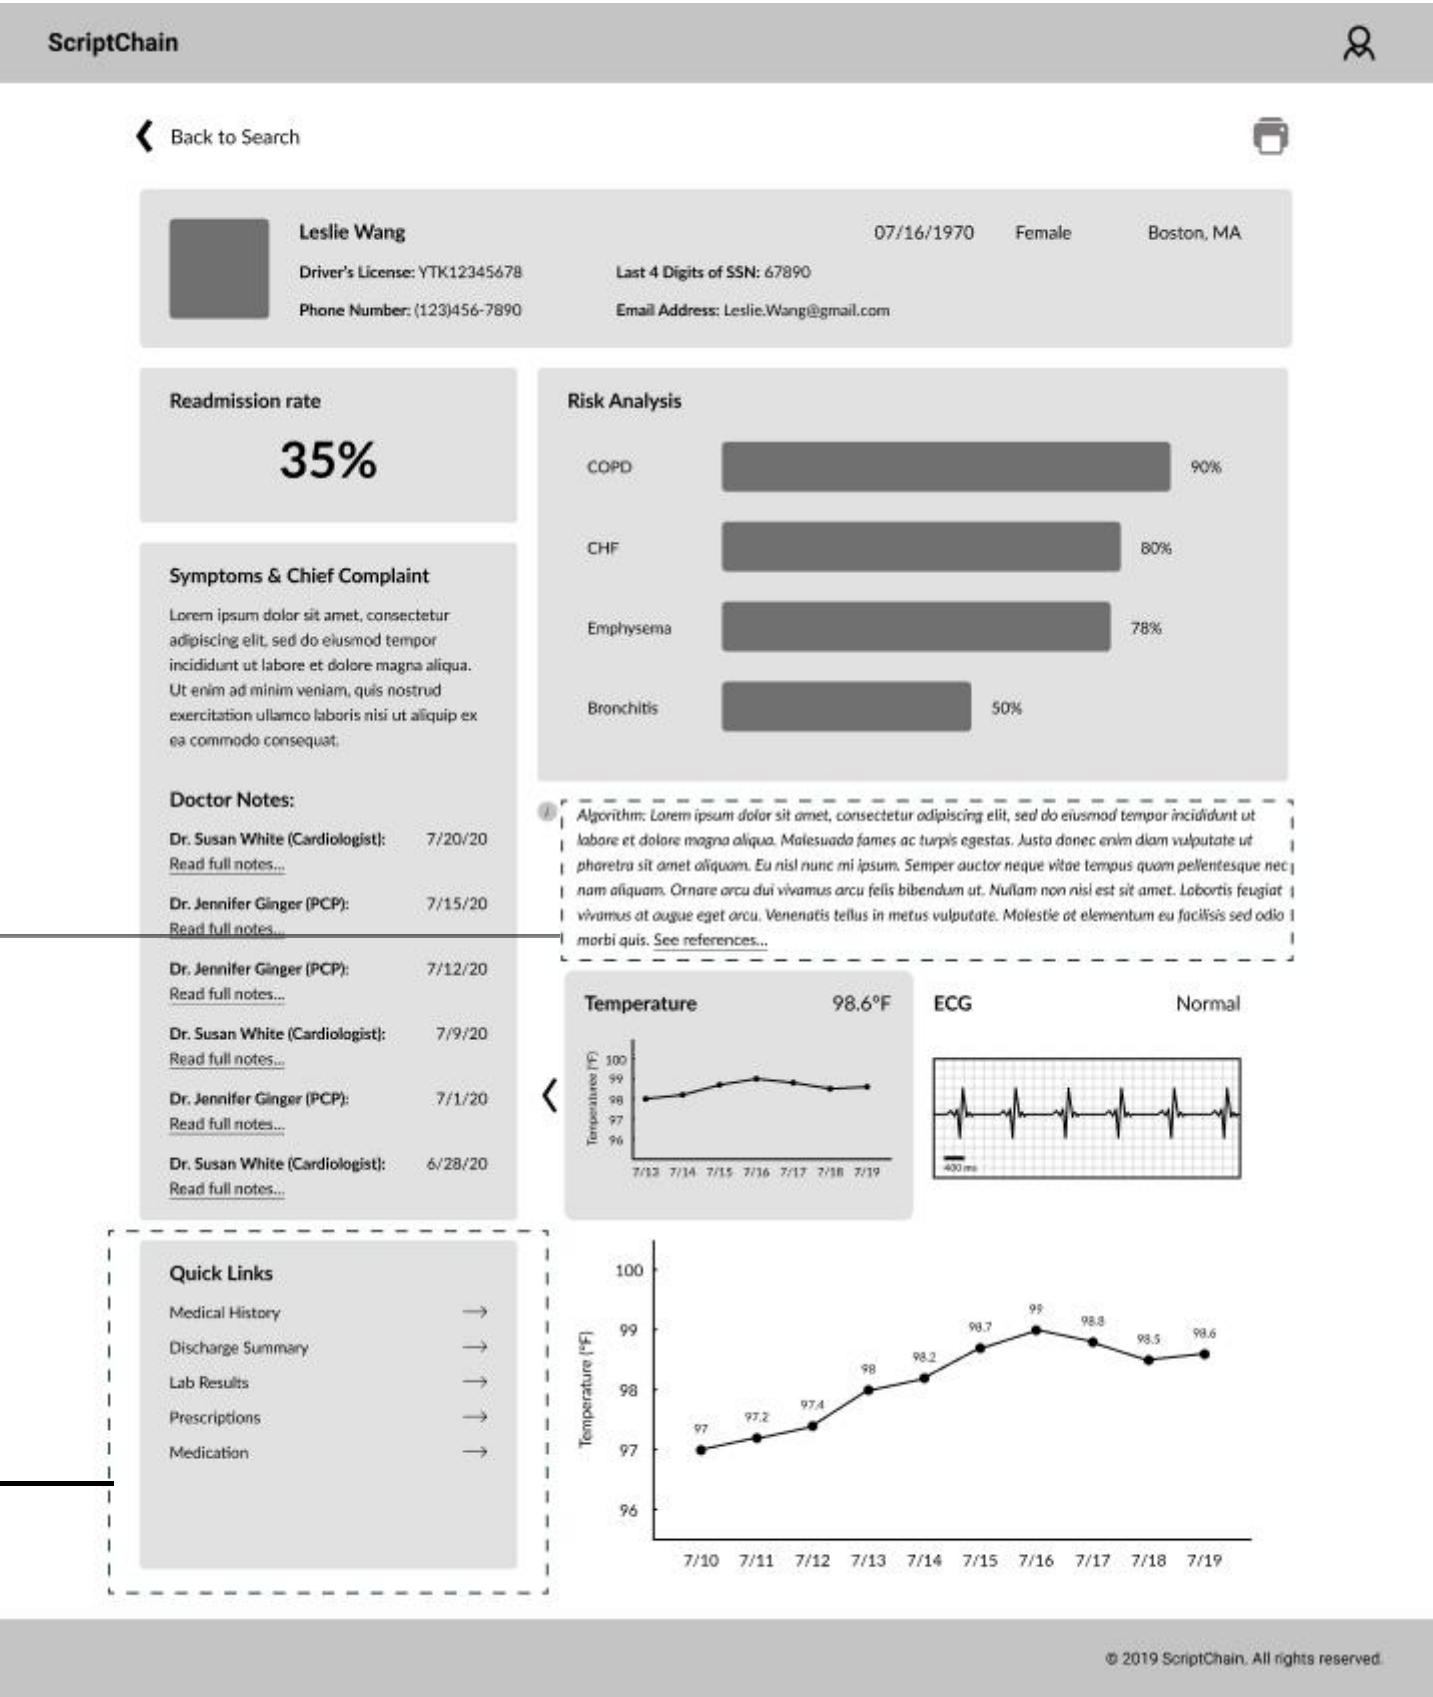 ScriptChain
Back to Search
Leslie Wang
07/16/1970 Female Boston, MA
Driver's License: YTK12345678 Last 4 Digits of SSN: 67890
Phone Number: (123)456-7890 Email Address: Leslie.Wang@gmail.com
Readmission rate
35%
Risk Analysis
COPD 90%
CHF 80%
Emphysema 78%
Bronchitis 50%
Symptoms & Chief Complaint
Lorem ipsum dolor sit amet, consectetur
adipiscing elit, sed do eiusmod tempor
incididunt ut labore et dolore magna aliqua.
Ut enim ad minim veniam, quis nostrud
exercitation ullamco laboris nisi ut aliquip ex
ea commodo consequat.
Doctor Notes:
Dr. Susan White (Cardiologist): 7/20/20
Read full notes...
Dr. Jennifer Ginger (PCP): 7/15/20
Read full notes...
Dr. Jennifer Ginger (PCP): 7/12/20
Read full notes...
Dr. Susan White (Cardiologist): 7/9/20
Read full notes...
Dr. Jennifer Ginger (PCP): 7/1/20
Read full notes...
Dr. Susan White (Cardiologist): 6/28/20
Read full notes...
i
Algorithm: Lorem ipsum dolor sit amet, consectetur adipiscing elit, sed do eiusmod tempor incididunt ut
labore et dolore magna aliqua. Malesuada fames ac turpis egestas. Justo donec enim diam vulputate ut
pharetra sit amet aliquam. Eu nisl nunc mi ipsum. Semper auctor neque vitae tempus quam pellentesque nec
nam aliquam. Ornare arcu dui vivamus arcu felis bibendum ut. Nullam non nisi est sit amet. Lobortis feugiat
vivamus at augue eget arcu. Venenatis tellus in metus vulputate. Molestie at elementum eu facilisis sed odio
morbi quis. See references...
Temperature 98.6°F
Temperaturee (°F)
100
99
98
97
96
7/13 7/14 7/15 7/16 7/17 7/18 7/19
ECG Normal
400 ms
Quick Links
Medical History
Discharge Summary
Lab Results
Prescriptions
Medication
Temperature (°F)
100
99
98
97
96
97 97.2 97.4 98 98.2 98.7 99 98.8 98.5 98.6
7/10 7/11 7/12 7/13 7/14 7/15 7/16 7/17 7/18 7/19
© 2019 ScriptChain. All rights reserved.